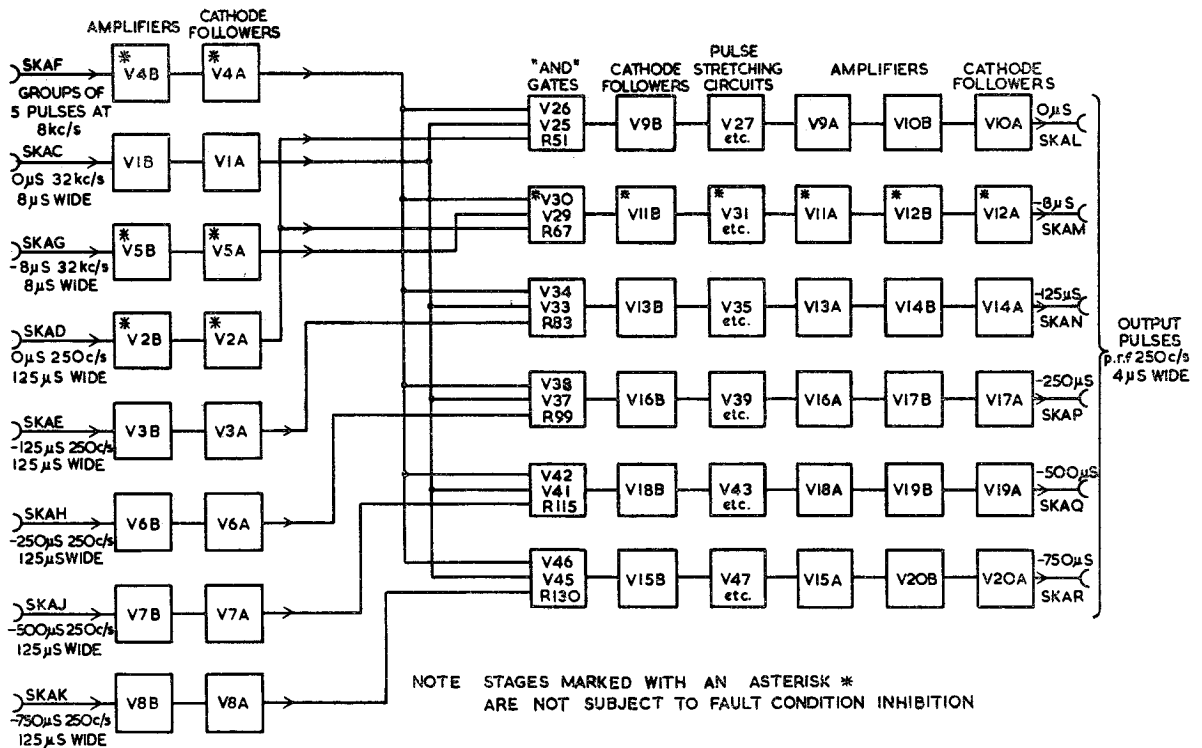 AMPLIFIERS
CATHODE
FOLLOWERS
SKAF
* V4B
* V4A
GROUPS OF
5 PULSES AT
8kc/s
SKAC
V1B
V1A
0μS 32kc/s
8μS WIDE
SKAG
* V5B
* V5A
-8μS 32kc/s
8μS WIDE
SKAD
* V2B
* V2A
0μS 250c/s
125μS WIDE
SKAE
V3B
V3A
-125μS 250c/s
125μS WIDE
SKAH
V6B
V6A
-250μS 250c/s
125μS WIDE
SKAJ
V7B
V7A
-500μS 250c/s
125μS WIDE
SKAK
V8B
V8A
-750μS 250c/s
125μS WIDE
"AND"
GATES
CATHODE
FOLLOWERS
PULSE
STRETCHING
CIRCUITS
AMPLIFIERS
CATHODE
FOLLOWERS
V26
V25
R51
V9B
V27
etc.
V9A
V10B
V10A
0μS
SKAL
* V30
V29
R67
* V11B
* V31
etc.
* V11A
* V12B
* V12A
-8μS
SKAM
V34
V33
R83
V13B
V35
etc.
V13A
V14B
V14A
-125μS
SKAN
V38
V37
R99
V16B
V39
etc.
V16A
V17B
V17A
-250μS
SKAP
V42
V41
R115
V18B
V43
etc.
V18A
V19B
V19A
-500μS
SKAQ
V46
V45
R130
V15B
V47
etc.
V15A
V20B
V20A
-750μS
SKAR
OUTPUT
PULSES
p.r.f 250c/s
4μS WIDE
NOTE STAGES MARKED WITH AN ASTERISK *
ARE NOT SUBJECT TO FAULT CONDITION INHIBITION